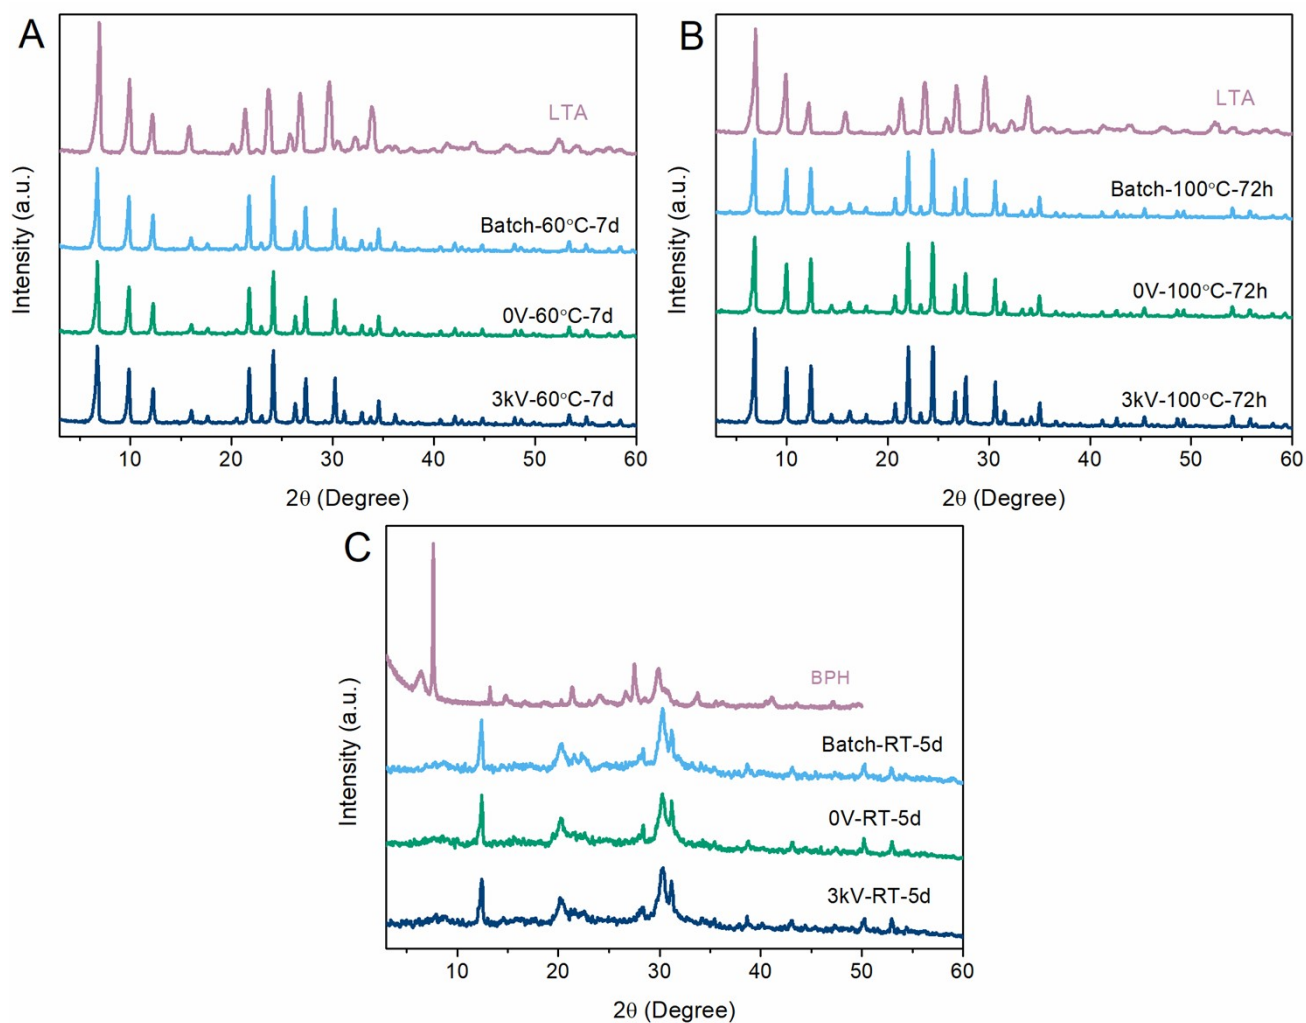 A
LTA
Batch-60°C-7d
0V-60°C-7d
3kV-60°C-7d
Intensity (a.u.)
10 20 30 40 50 60
2θ (Degree)
B
LTA
Batch-100°C-72h
0V-100°C-72h
3kV-100°C-72h
Intensity (a.u.)
10 20 30 40 50 60
2θ (Degree)
C
BPH
Batch-RT-5d
0V-RT-5d
3kV-RT-5d
Intensity (a.u.)
10 20 30 40 50 60
2θ (Degree)